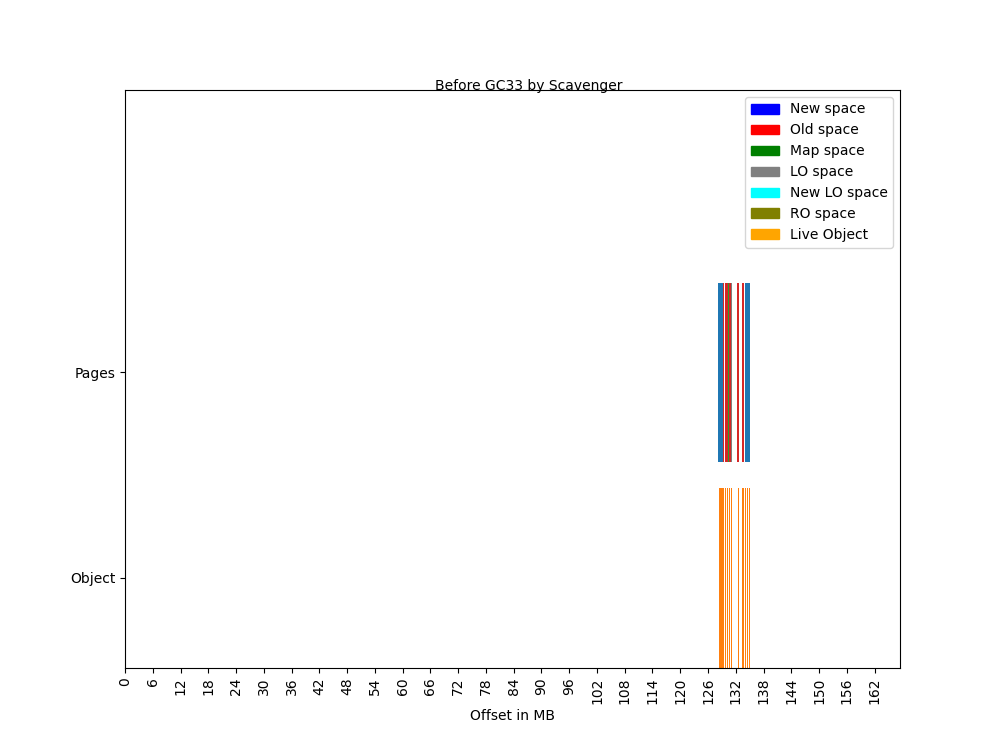 Before GC33 by Scavenger
New space
Old space
Map space
LO space
New LO space
RO space
Live Object
Pages
Object
0 6 12 18 24 30 36 42 48 54 60 66 72 78 84 90 96 102 108 114 120 126 132 138 144 150 156 162
Offset in MB